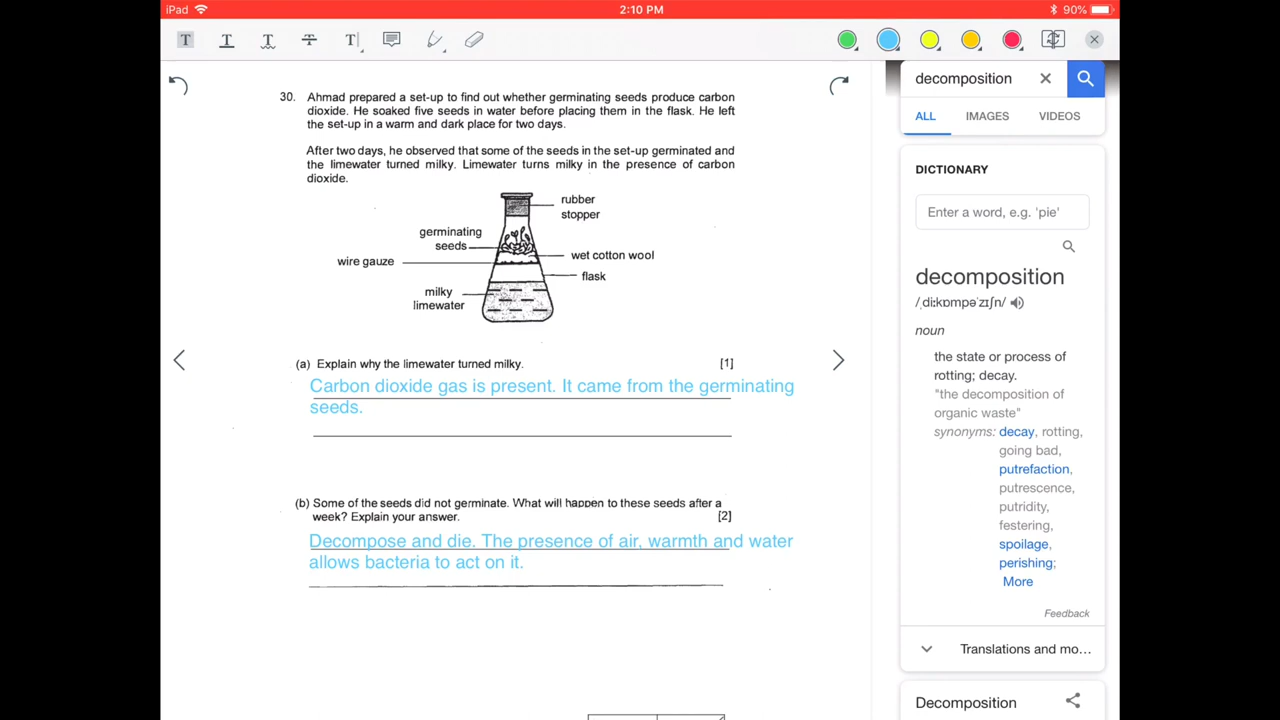 iPad
2:10 PM
90%
T T T T T
decomposition
ALL IMAGES VIDEOS
30. Ahmad prepared a set-up to find out whether germinating seeds produce carbon
dioxide. He soaked five seeds in water before placing them in the flask. He left
the set-up in a warm and dark place for two days.
After two days, he observed that some of the seeds in the set-up germinated and
the limewater turned milky. Limewater turns milky in the presence of carbon
dioxide.
rubber
stopper
germinating
seeds
wet cotton wool
wire gauze
flask
milky
limewater
(a) Explain why the limewater turned milky. [1]
Carbon dioxide gas is present. It came from the germinating
seeds.
(b) Some of the seeds did not germinate. What will happen to these seeds after a
week? Explain your answer. [2]
Decompose and die. The presence of air, warmth and water
allows bacteria to act on it.
DICTIONARY
Enter a word, e.g. 'pie'
decomposition
/ˌdiːkɒmpəˈzɪʃn/
noun
the state or process of
rotting; decay.
"the decomposition of
organic waste"
synonyms: decay, rotting,
going bad,
putrefaction,
putrescence,
putridity,
festering,
spoilage,
perishing;
More
Feedback
Translations and mo...
Decomposition